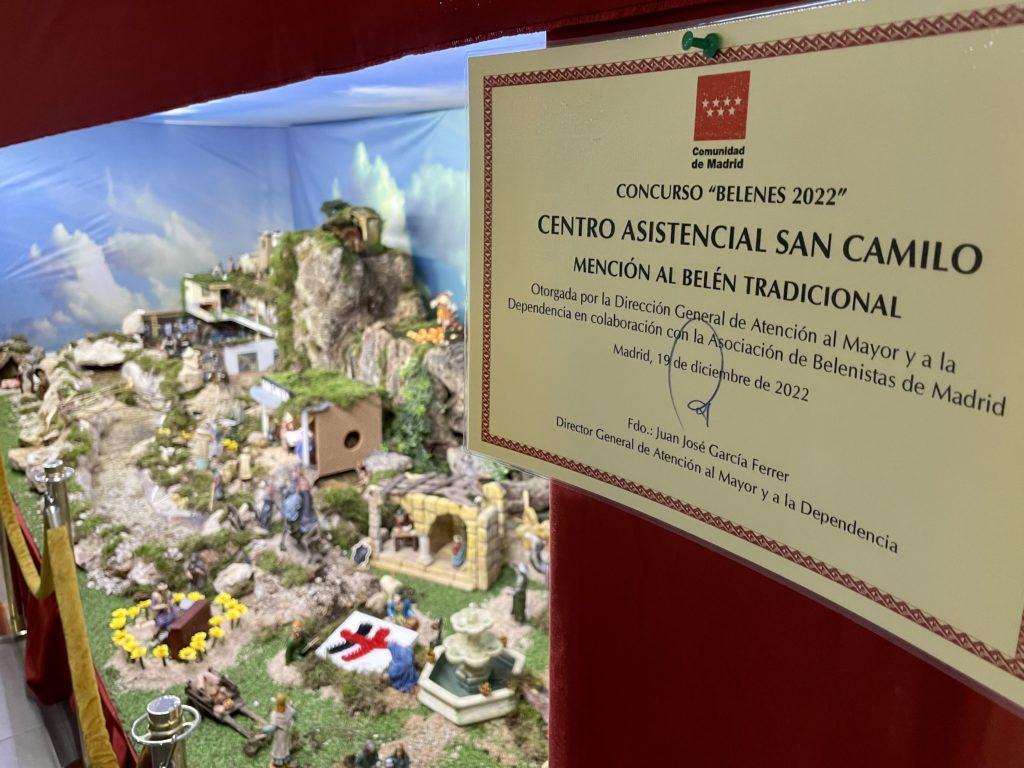 Comunidad
de Madrid
CONCURSO "BELENES 2022"
CENTRO ASISTENCIAL SAN CAMILO
MENCIÓN AL BELÉN TRADICIONAL
Otorgada por la Dirección General de Atención al Mayor y a la
Dependencia en colaboración con la Asociación de Belenistas de Madrid
Madrid, 19 de diciembre de 2022
Fdo.: Juan José García Ferrer
Director General de Atención al Mayor y a la Dependencia